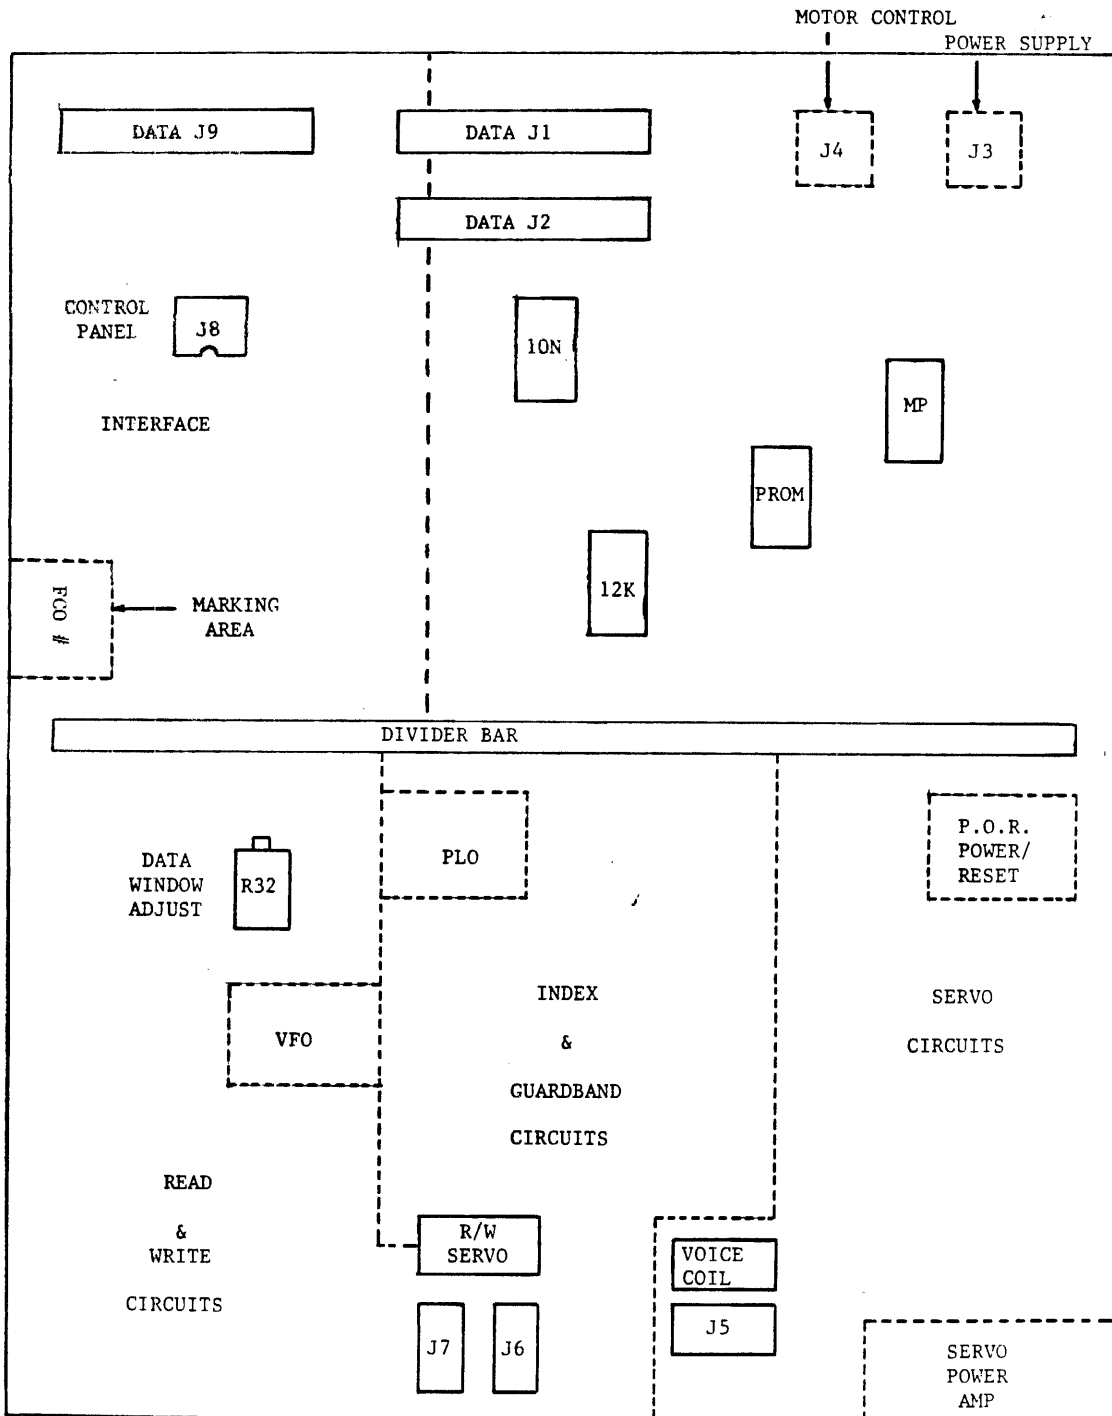 MOTOR CONTROL
POWER SUPPLY
DATA J9
DATA J1
J4
J3
DATA J2
CONTROL
PANEL
J8
10N
MP
INTERFACE
PROM
12K
FCO #
MARKING
AREA
DIVIDER BAR
PLO
P.O.R.
POWER/
RESET
DATA
WINDOW
ADJUST
R32
INDEX
&
GUARDBAND
CIRCUITS
SERVO
CIRCUITS
VFO
READ
&
WRITE
CIRCUITS
R/W
SERVO
VOICE
COIL
J7
J6
J5
SERVO
POWER
AMP